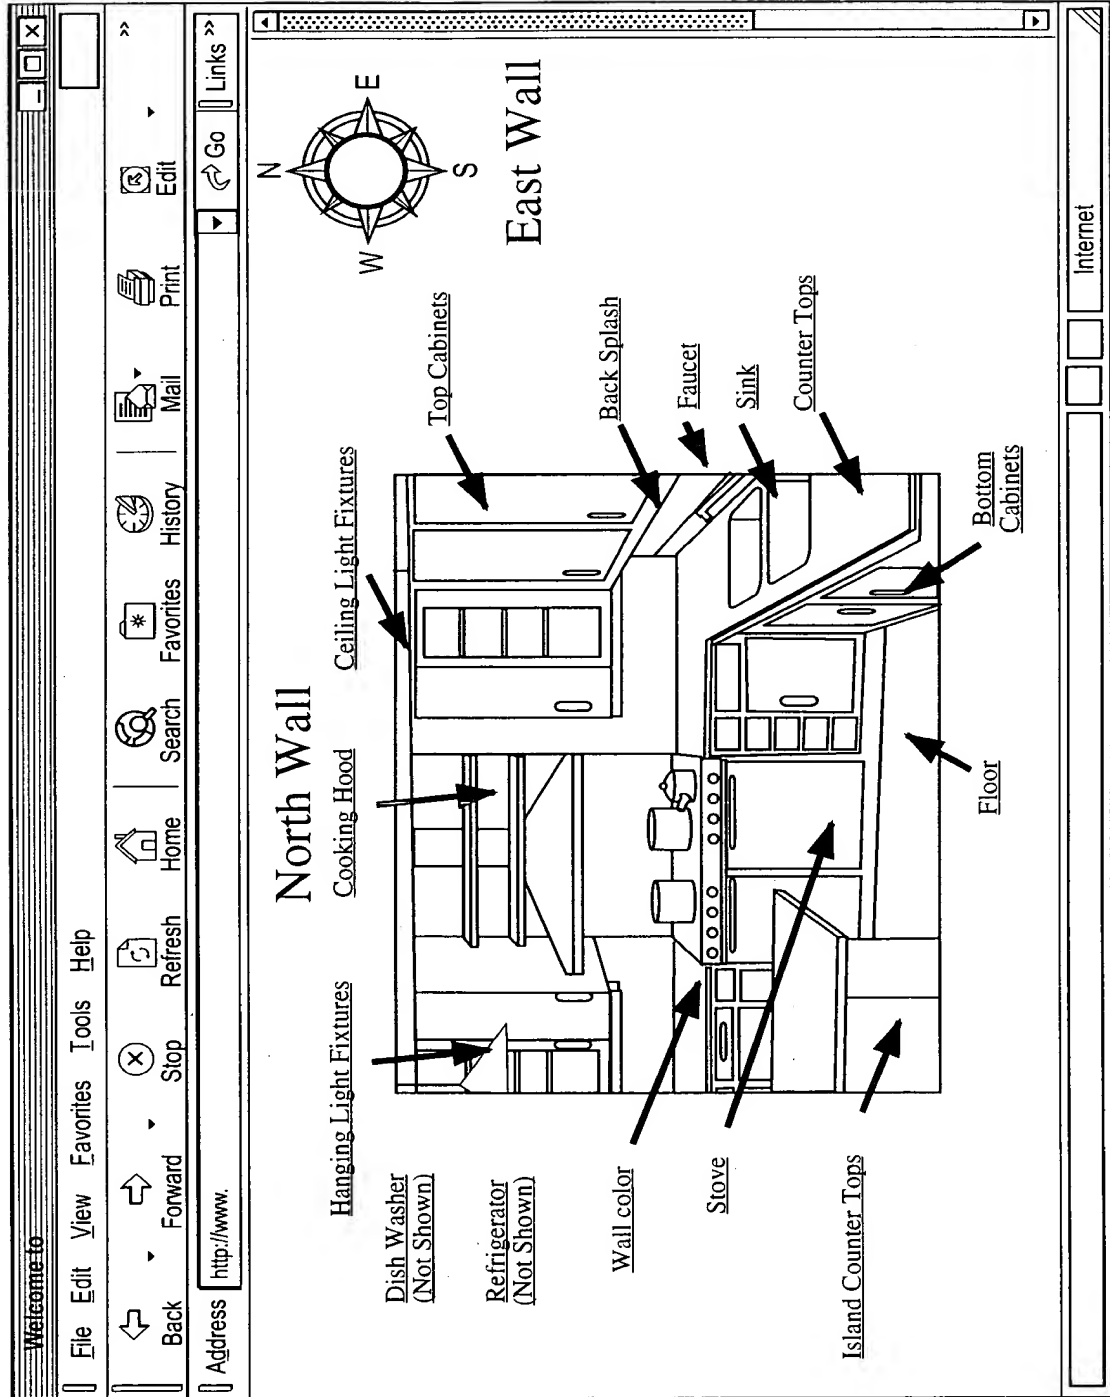 Welcome to
File Edit View Favorites Tools Help
Back Forward Stop Refresh Home Search Favorites History Mail Print Edit »
Address http://www. Go Links »
North Wall
N
W E
S
East Wall
Hanging Light Fixtures
Cooking Hood
Ceiling Light Fixtures
Top Cabinets
Dish Washer
(Not Shown)
Refrigerator
(Not Shown)
Back Splash
Wall color
Faucet
Stove
Sink
Counter Tops
Island Counter Tops
Floor
Bottom
Cabinets
Internet